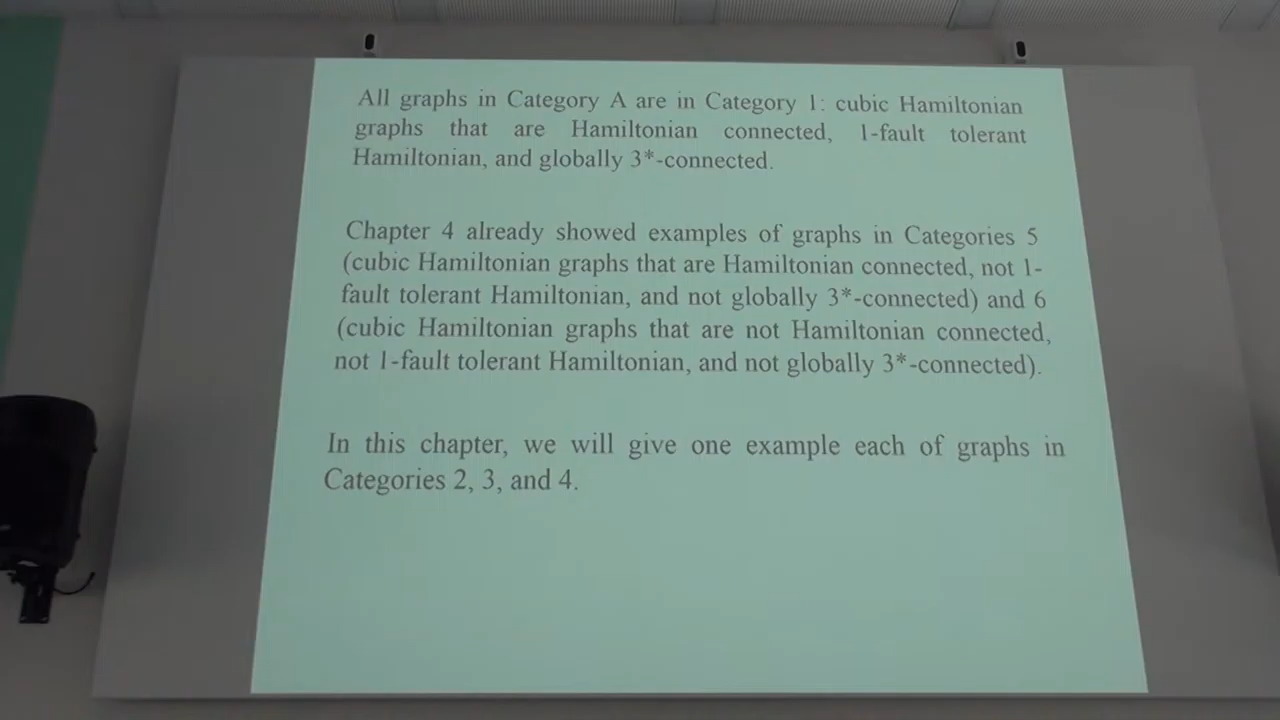 All graphs in Category A are in Category 1: cubic Hamiltonian
graphs that are Hamiltonian connected, 1-fault tolerant
Hamiltonian, and globally 3*-connected.
Chapter 4 already showed examples of graphs in Categories 5
(cubic Hamiltonian graphs that are Hamiltonian connected, not 1-
fault tolerant Hamiltonian, and not globally 3*-connected) and 6
(cubic Hamiltonian graphs that are not Hamiltonian connected,
not 1-fault tolerant Hamiltonian, and not globally 3*-connected).
In this chapter, we will give one example each of graphs in
Categories 2, 3, and 4.